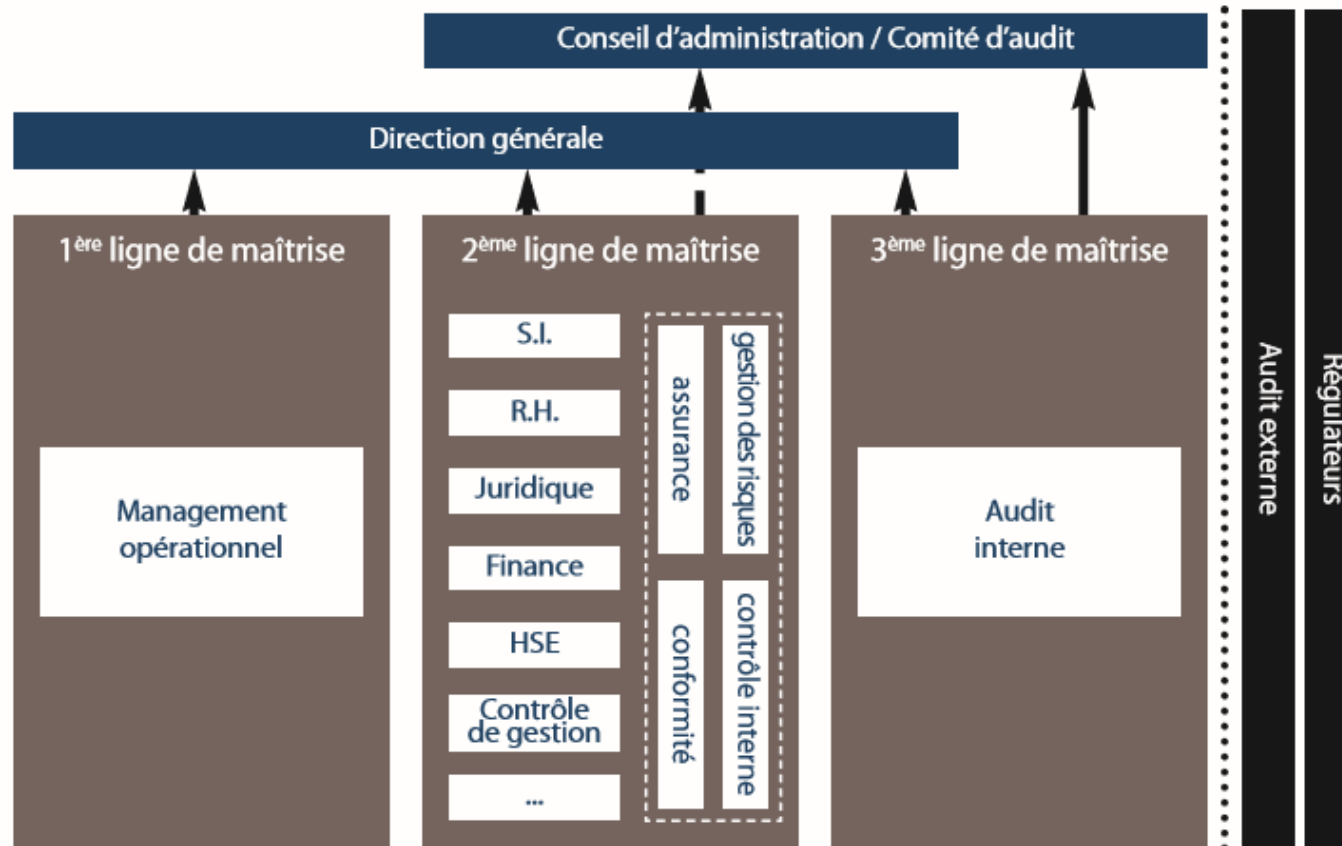 Conseil d'administration / Comité d'audit
Direction générale
1ère ligne de maîtrise
Management
opérationnel
2ème ligne de maîtrise
S.I.
R.H.
Juridique
Finance
HSE
Contrôle
de gestion
...
assurance
gestion des risques
conformité
contrôle interne
3ème ligne de maîtrise
Audit
interne
Audit externe
Régulateurs